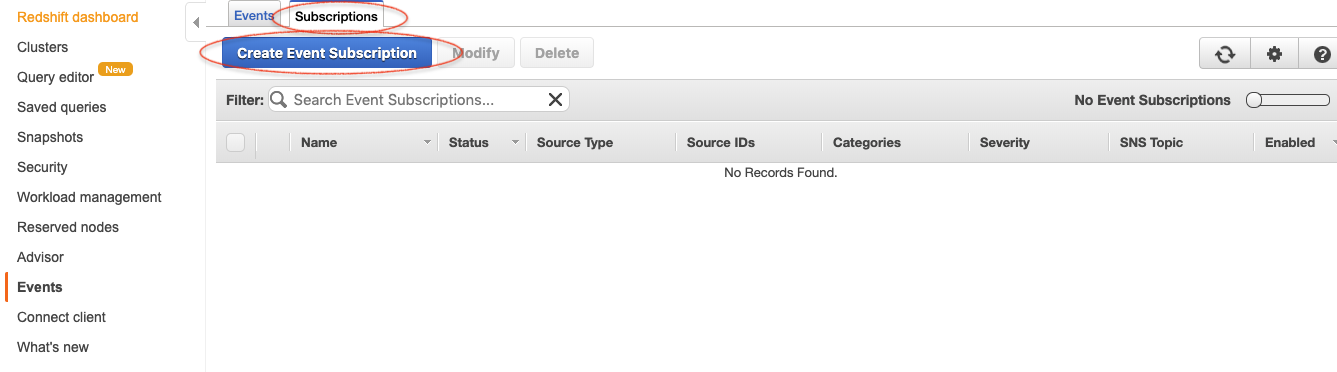 Redshift dashboard
Clusters
Query editor New
Saved queries
Snapshots
Security
Workload management
Reserved nodes
Advisor
Events
Connect client
What's new
Events Subscriptions
Create Event Subscription Modify Delete
Filter: Search Event Subscriptions... No Event Subscriptions
Name Status Source Type Source IDs Categories Severity SNS Topic Enabled
No Records Found.